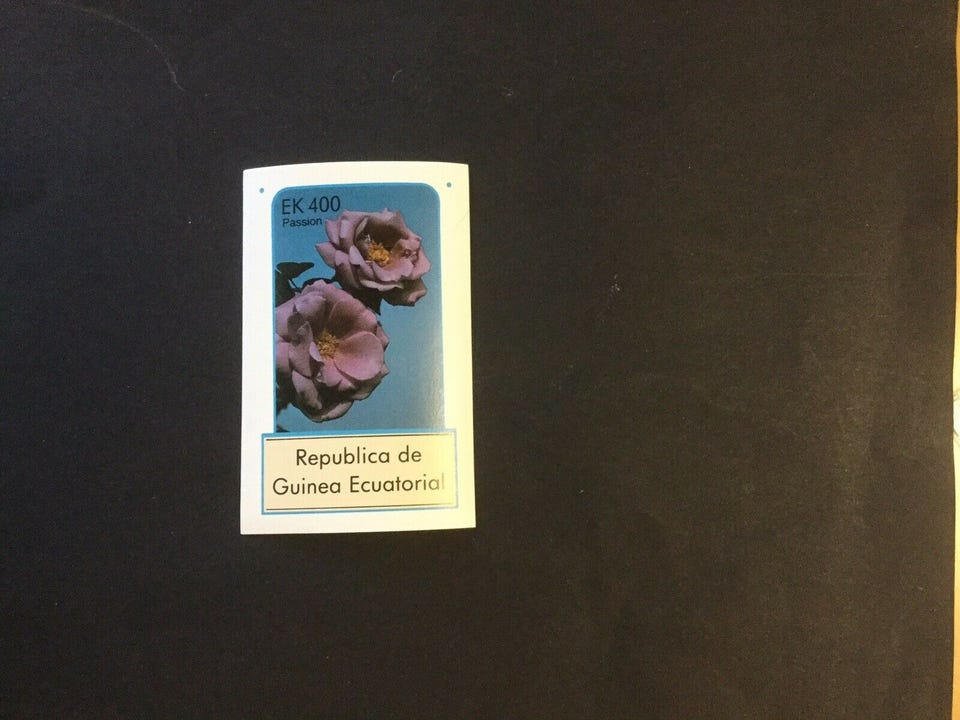 EK 400
Passion
Republica de
Guinea Ecuatorial